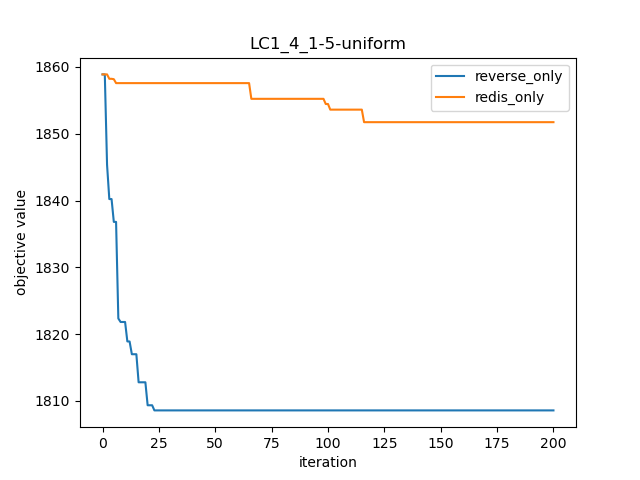 LC1_4_1-5-uniform
reverse_only
redis_only
objective value
1860
1850
1840
1830
1820
1810
0 25 50 75 100 125 150 175 200
iteration